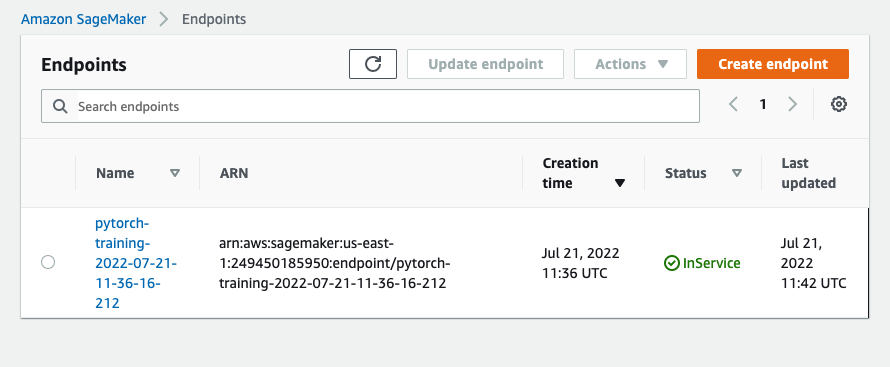 Amazon SageMaker > Endpoints
Endpoints
Update endpoint
Actions
Create endpoint
Search endpoints
1
Name
ARN
Creation
time
Status
Last
updated
pytorch-
training-
2022-07-21-
11-36-16-
212
arn:aws:sagemaker:us-east-
1:249450185950:endpoint/pytorch-
training-2022-07-21-11-36-16-212
Jul 21, 2022
11:36 UTC
InService
Jul 21,
2022
11:42 UTC